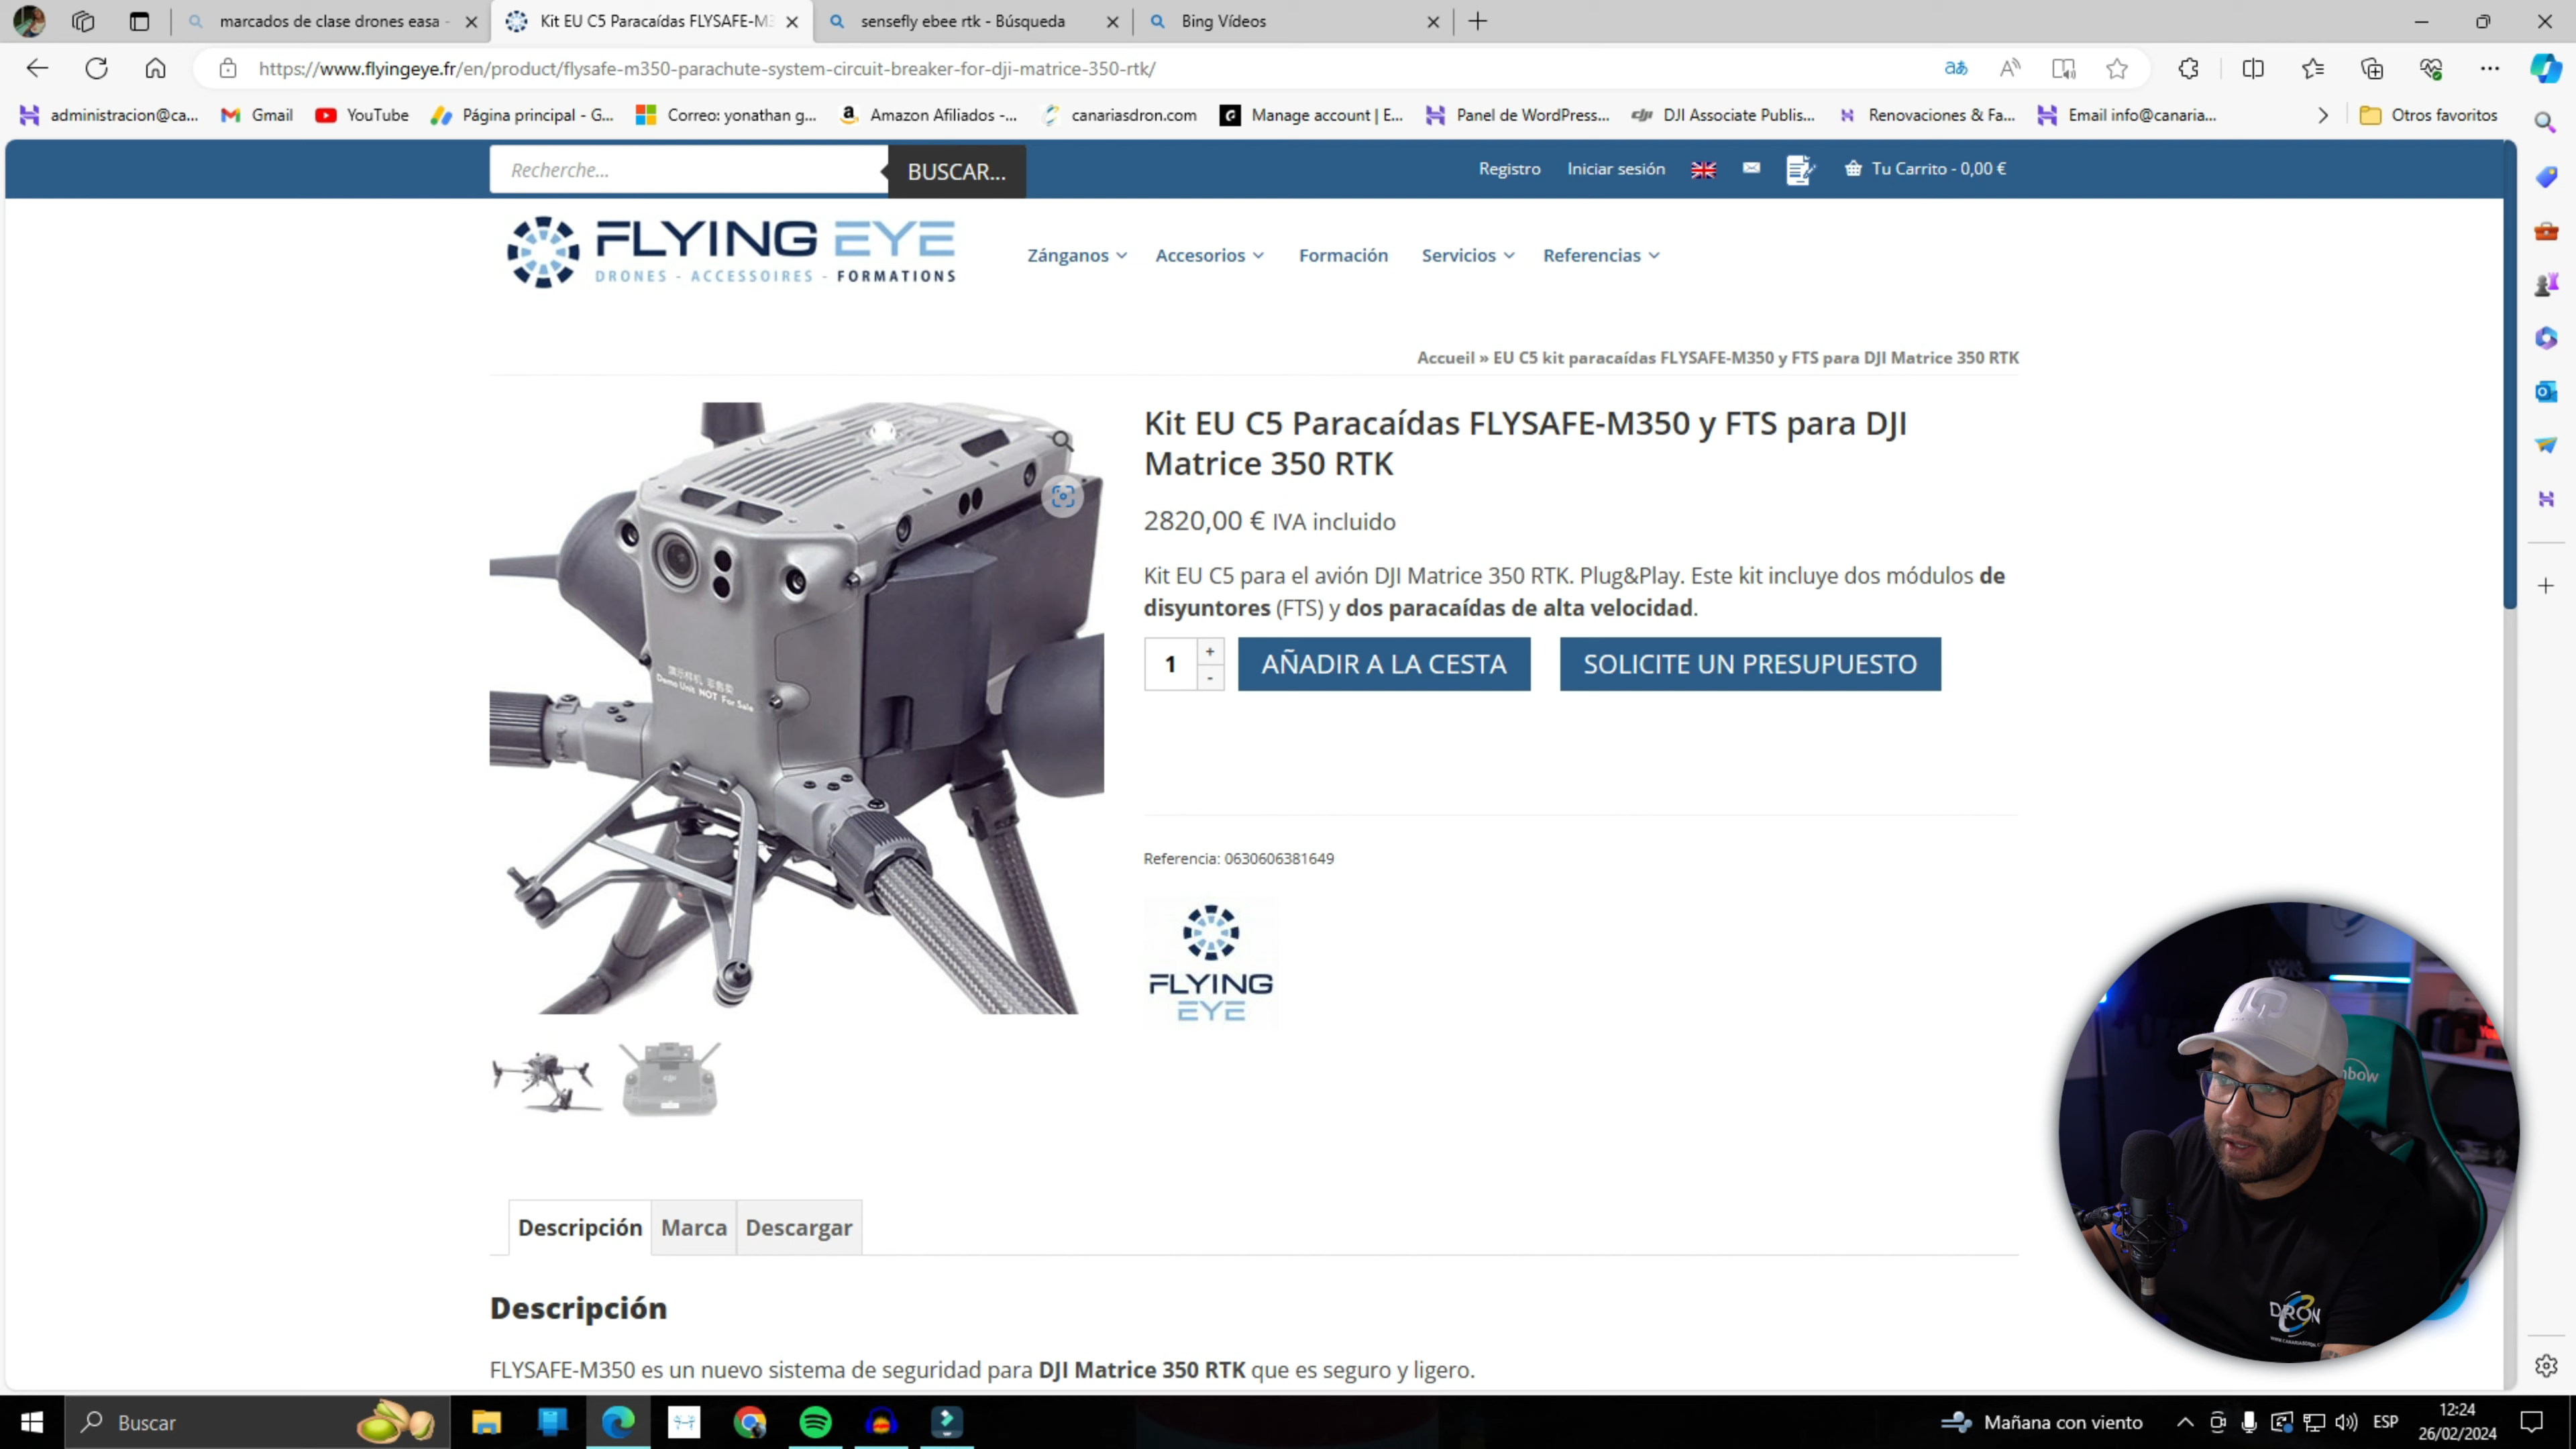 marcados de clase drones easa -
Kit EU C5 Paracaídas FLYSAFE-M3
sensefly ebee rtk - Búsqueda
Bing Vídeos
https://www.flyingeye.fr/en/product/flysafe-m350-parachute-system-circuit-breaker-for-dji-matrice-350-rtk/
administracion@ca...
Gmail
YouTube
Página principal - G...
Correo: yonathan g...
Amazon Afiliados -...
canariasdron.com
Manage account | E...
Panel de WordPress...
DJI Associate Publis...
Renovaciones & Fa...
Email info@canaria...
Otros favoritos
Recherche...
BUSCAR...
Registro
Iniciar sesión
Tu Carrito - 0,00 €
FLYING EYE
DRONES - ACCESSOIRES - FORMATIONS
Zánganos
Accesorios
Formación
Servicios
Referencias
Accueil » EU C5 kit paracaídas FLYSAFE-M350 y FTS para DJI Matrice 350 RTK
Kit EU C5 Paracaídas FLYSAFE-M350 y FTS para DJI
Matrice 350 RTK
2820,00 € IVA incluido
Kit EU C5 para el avión DJI Matrice 350 RTK. Plug&Play. Este kit incluye dos módulos de
disyuntores (FTS) y dos paracaídas de alta velocidad.
1
+
-
AÑADIR A LA CESTA
SOLICITE UN PRESUPUESTO
Demo Unit NOT For Sale
Referencia: 0630606381649
FLYING
EYE
Descripción
Marca
Descargar
Descripción
FLYSAFE-M350 es un nuevo sistema de seguridad para DJI Matrice 350 RTK que es seguro y ligero.
DRON
Buscar
Mañana con viento
ESP
12:24
26/02/2024